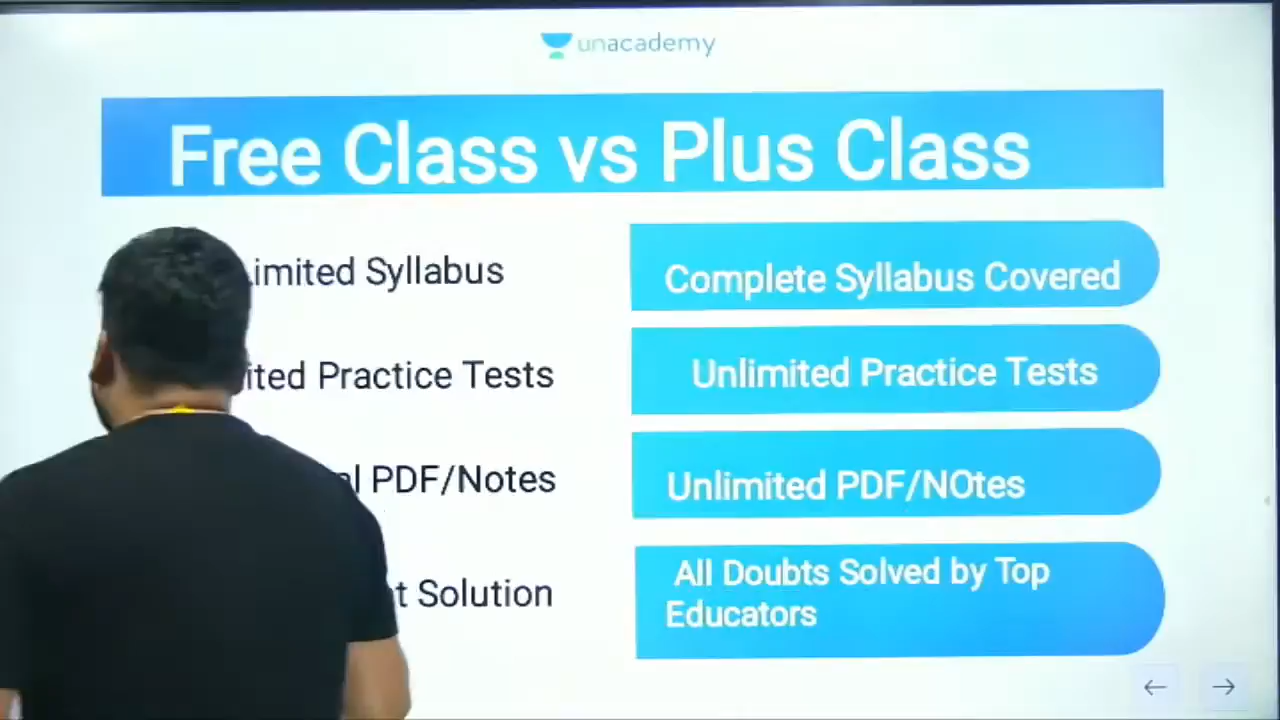 unacademy
Free Class vs Plus Class
Limited Syllabus
Complete Syllabus Covered
Practice Tests
Unlimited Practice Tests
PDF/Notes
Unlimited PDF/NOtes
Solution
All Doubts Solved by Top
Educators